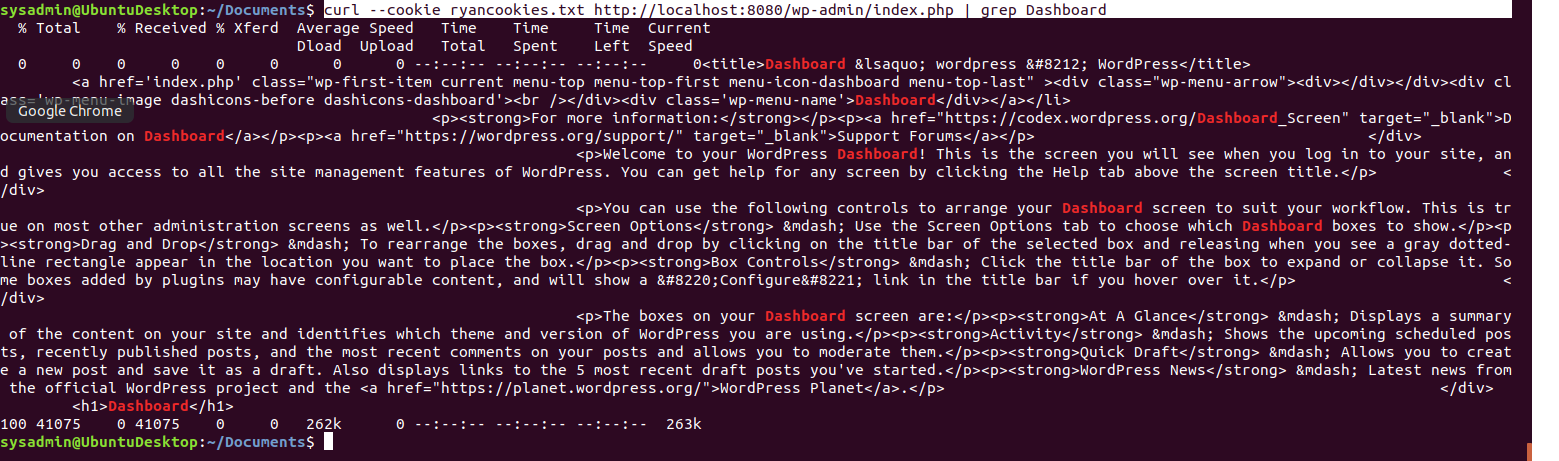 sysadmin@UbuntuDesktop:~/Documents$ curl --cookie ryancookies.txt http://localhost:8080/wp-admin/index.php | grep Dashboard
  % Total    % Received % Xferd  Average Speed   Time    Time     Time  Current
                                 Dload  Upload   Total   Spent    Left  Speed
  0     0    0     0    0     0      0      0 --:--:-- --:--:-- --:--:--     0<title>Dashboard &lsaquo; wordpress &#8212; WordPress</title>
        <a href='index.php' class="wp-first-item current menu-top menu-top-first menu-icon-dashboard menu-top-last" ><div class="wp-menu-arrow"><div></div></div><div cl
ass='wp-menu-image dashicons-before dashicons-dashboard'><br /></div><div class='wp-menu-name'>Dashboard</div></a></li>
Google Chrome
<p><strong>For more information:</strong></p><p><a href="https://codex.wordpress.org/Dashboard_Screen" target="_blank">D
ocumentation on Dashboard</a></p><p><a href="https://wordpress.org/support/" target="_blank">Support Forums</a></p>                                     </div>
<p>Welcome to your WordPress Dashboard! This is the screen you will see when you log in to your site, an
d gives you access to all the site management features of WordPress. You can get help for any screen by clicking the Help tab above the screen title.</p>              <
/div>
<p>You can use the following controls to arrange your Dashboard screen to suit your workflow. This is tr
ue on most other administration screens as well.</p><p><strong>Screen Options</strong> &mdash; Use the Screen Options tab to choose which Dashboard boxes to show.</p><p
><strong>Drag and Drop</strong> &mdash; To rearrange the boxes, drag and drop by clicking on the title bar of the selected box and releasing when you see a gray dotted-
line rectangle appear in the location you want to place the box.</p><p><strong>Box Controls</strong> &mdash; Click the title bar of the box to expand or collapse it. So
me boxes added by plugins may have configurable content, and will show a &#8220;Configure&#8221; link in the title bar if you hover over it.</p>                       <
/div>
<p>The boxes on your Dashboard screen are:</p><p><strong>At A Glance</strong> &mdash; Displays a summary
 of the content on your site and identifies which theme and version of WordPress you are using.</p><p><strong>Activity</strong> &mdash; Shows the upcoming scheduled pos
ts, recently published posts, and the most recent comments on your posts and allows you to moderate them.</p><p><strong>Quick Draft</strong> &mdash; Allows you to creat
e a new post and save it as a draft. Also displays links to the 5 most recent draft posts you've started.</p><p><strong>WordPress News</strong> &mdash; Latest news from
 the official WordPress project and the <a href="https://planet.wordpress.org/">WordPress Planet</a>.</p>                                                       </div>
        <h1>Dashboard</h1>
100 41075    0 41075    0     0   262k      0 --:--:-- --:--:-- --:--:--  263k
sysadmin@UbuntuDesktop:~/Documents$